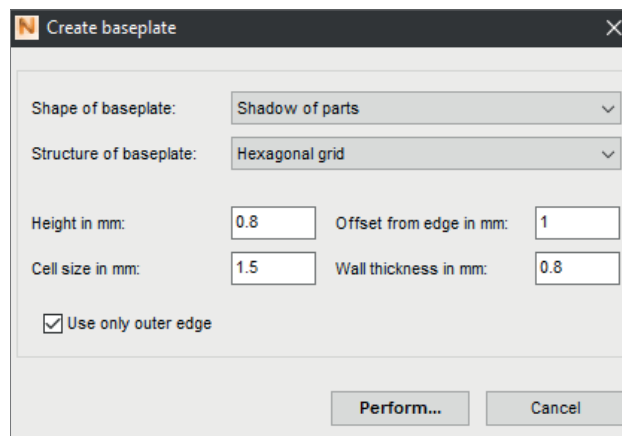 Create baseplate
Shape of baseplate: Shadow of parts
Structure of baseplate: Hexagonal grid
Height in mm: 0.8 Offset from edge in mm: 1
Cell size in mm: 1.5 Wall thickness in mm: 0.8
Use only outer edge
Perform... Cancel